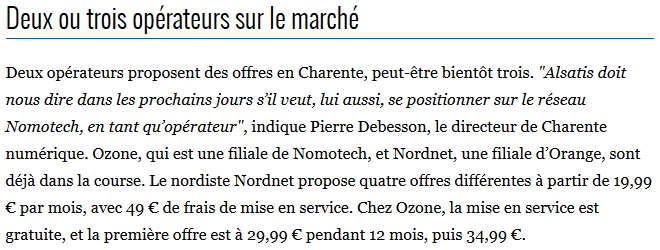 Deux ou trois opérateurs sur le marché
Deux opérateurs proposent des offres en Charente, peut-être bientôt trois. "Alsatis doit
nous dire dans les prochains jours s’il veut, lui aussi, se positionner sur le réseau
Nomotech, en tant qu’opérateur", indique Pierre Debesson, le directeur de Charente
numérique. Ozone, qui est une filiale de Nomotech, et Nordnet, une filiale d’Orange, sont
déjà dans la course. Le nordiste Nordnet propose quatre offres différentes à partir de 19,99
€ par mois, avec 49 € de frais de mise en service. Chez Ozone, la mise en service est
gratuite, et la première offre est à 29,99 € pendant 12 mois, puis 34,99 €.